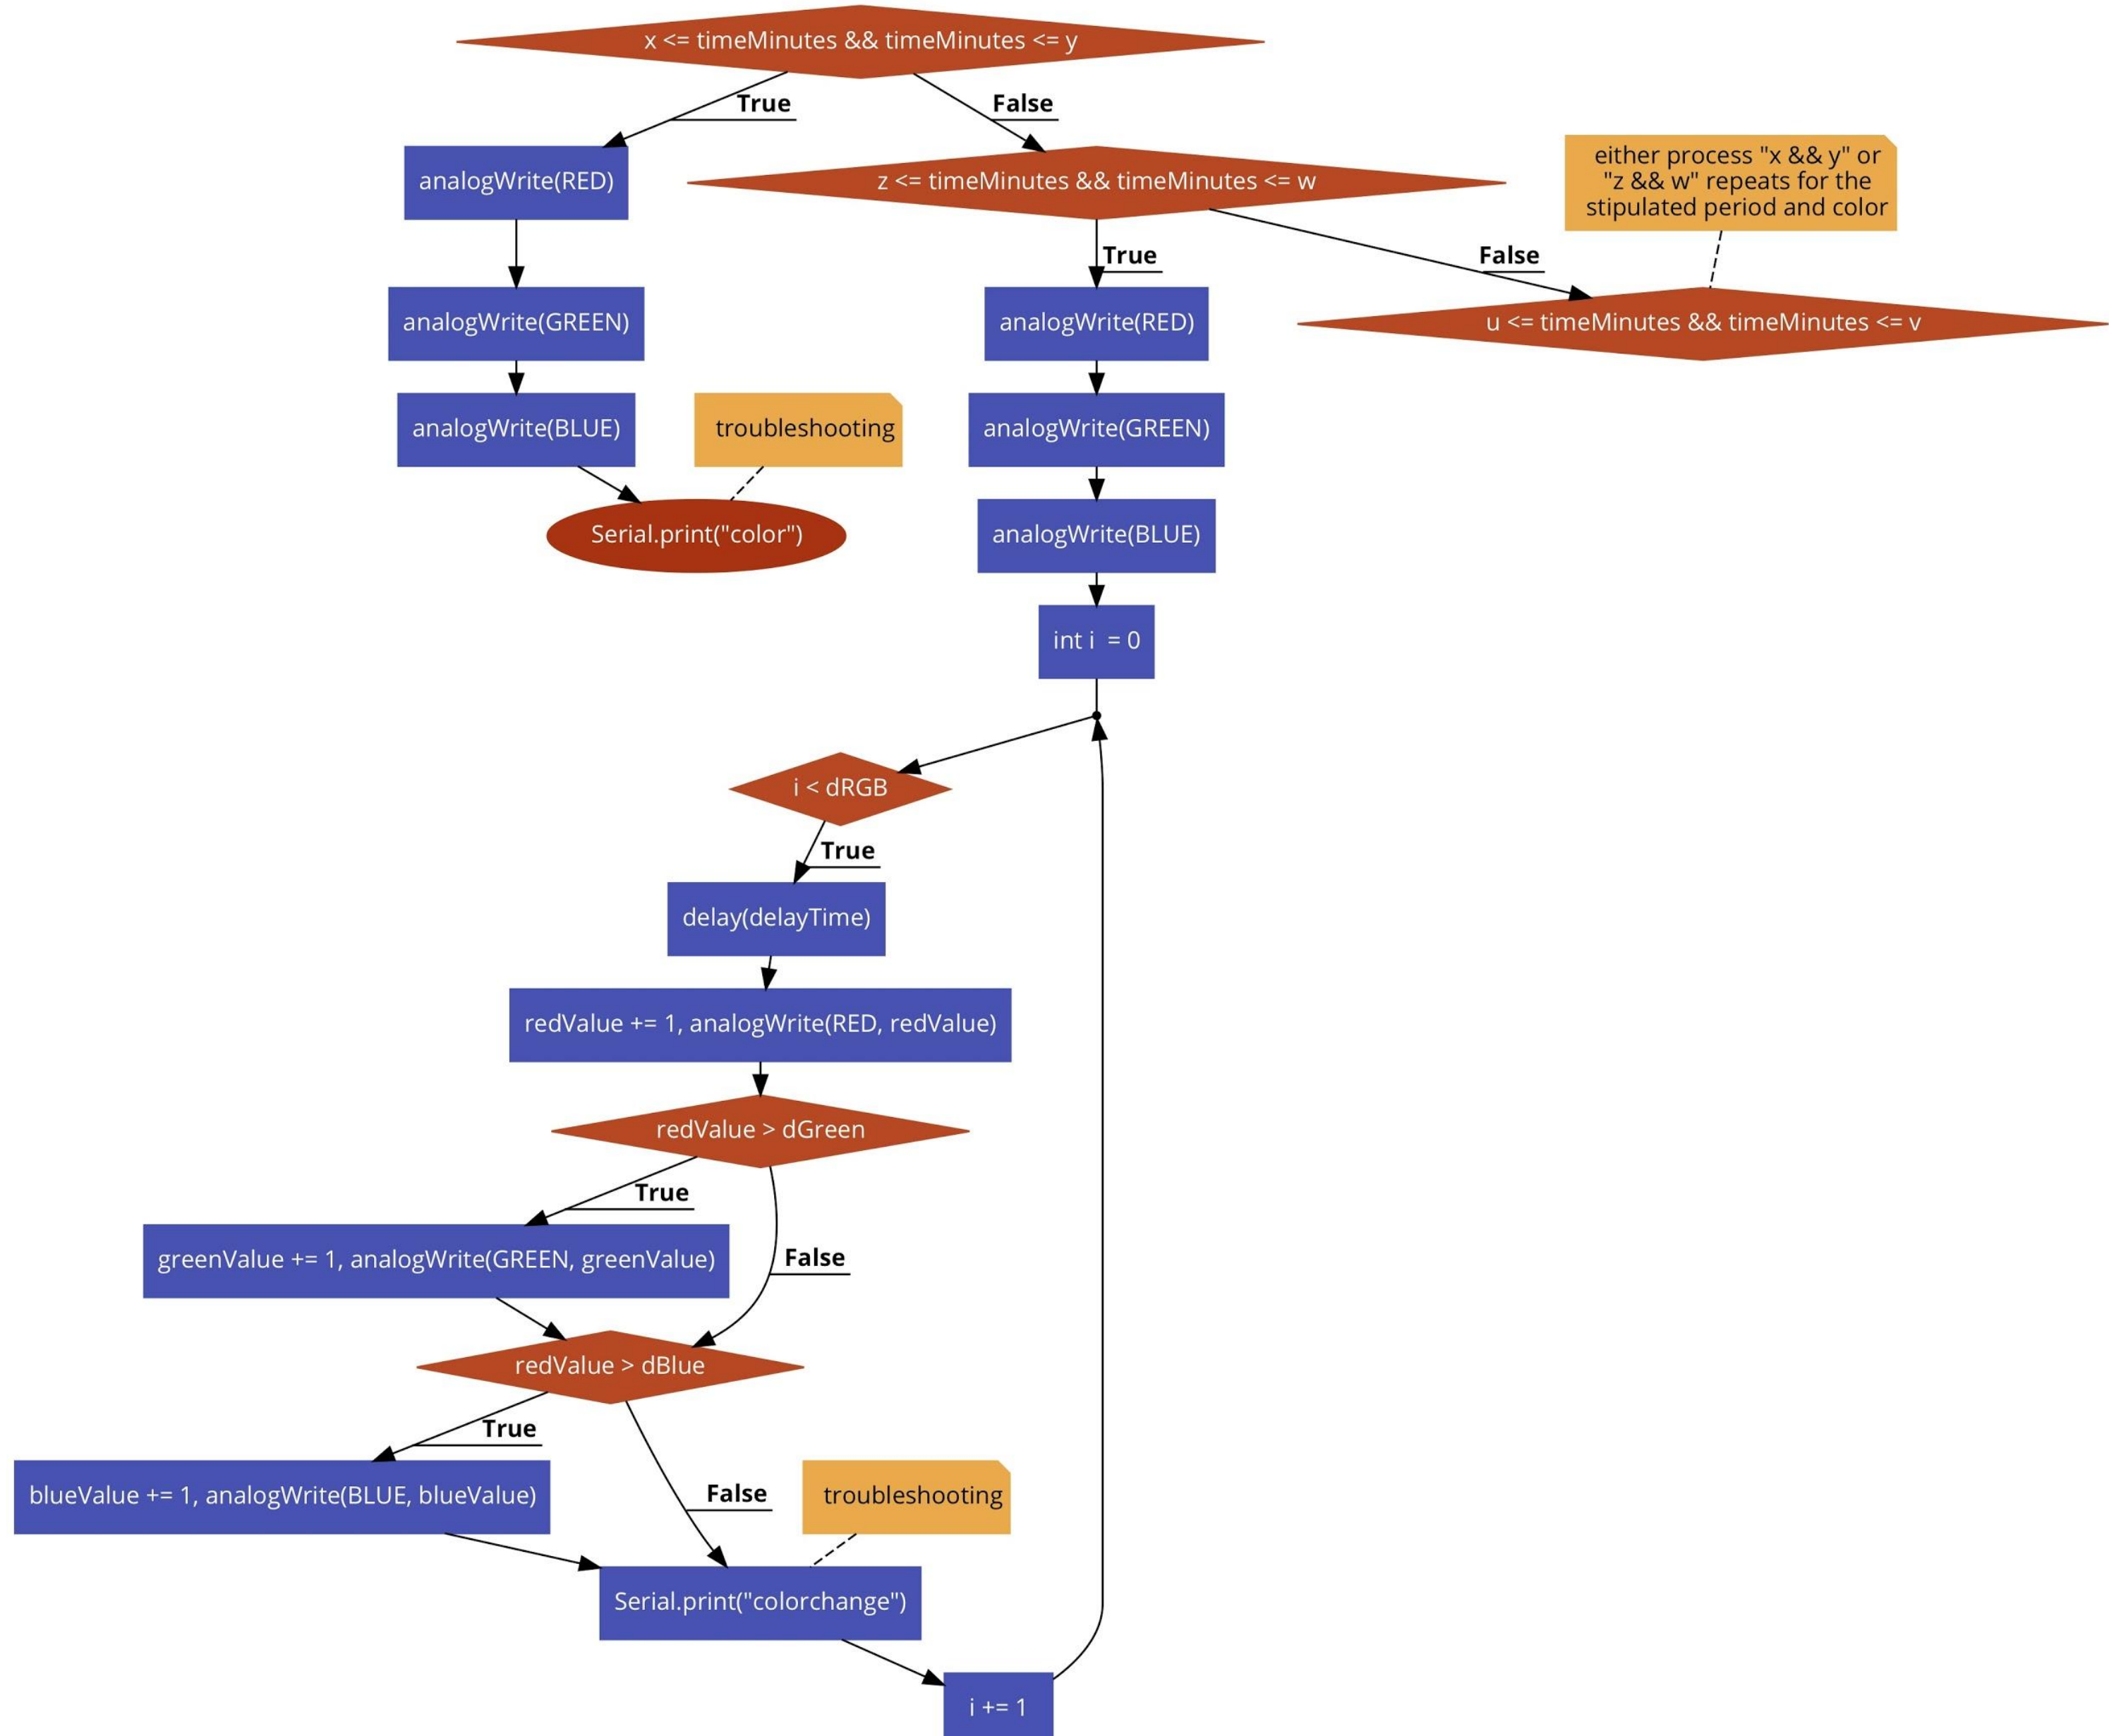 x <= timeMinutes && timeMinutes <= y
True
False
analogWrite(RED)
z <= timeMinutes && timeMinutes <= w
either process "x && y" or
"z && w" repeats for the
stipulated period and color
True
False
analogWrite(GREEN)
analogWrite(RED)
u <= timeMinutes && timeMinutes <= v
analogWrite(BLUE)
troubleshooting
analogWrite(GREEN)
Serial.print("color")
analogWrite(BLUE)
int i  = 0
i < dRGB
True
delay(delayTime)
redValue += 1, analogWrite(RED, redValue)
redValue > dGreen
True
greenValue += 1, analogWrite(GREEN, greenValue)
False
redValue > dBlue
True
blueValue += 1, analogWrite(BLUE, blueValue)
False
troubleshooting
Serial.print("colorchange")
i += 1